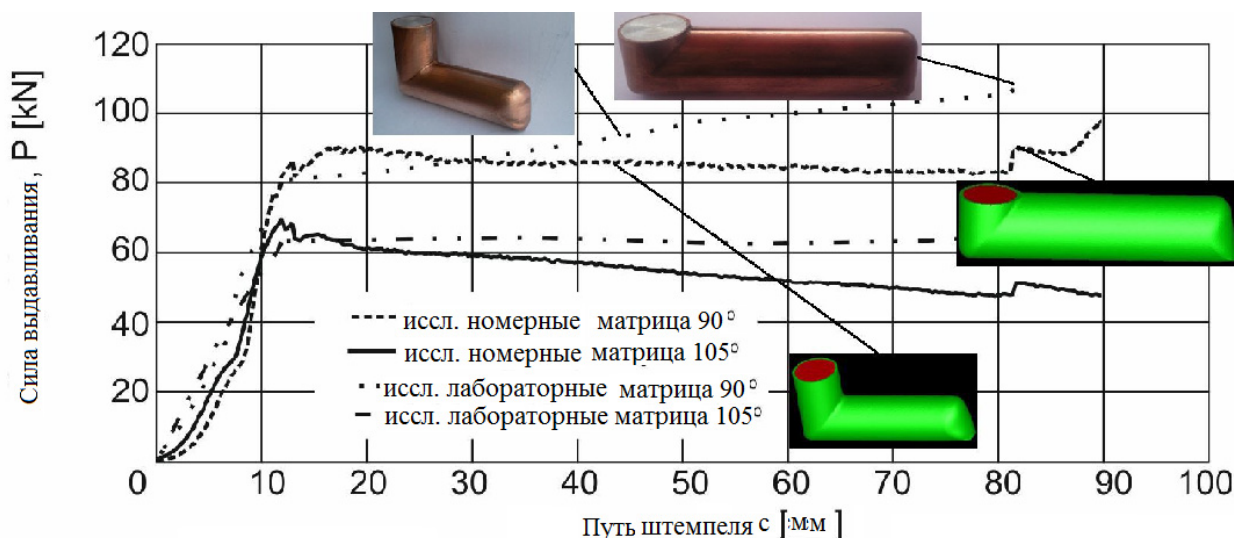 120
100
80
60
40
20
Сила выдавливания, P [kN]
иссл. номерные матрица 90°
иссл. номерные матрица 105°
иссл. лабораторные матрица 90°
иссл. лабораторные матрица 105°
0 10 20 30 40 50 60 70 80 90 100
Путь штемпеля с [мм]